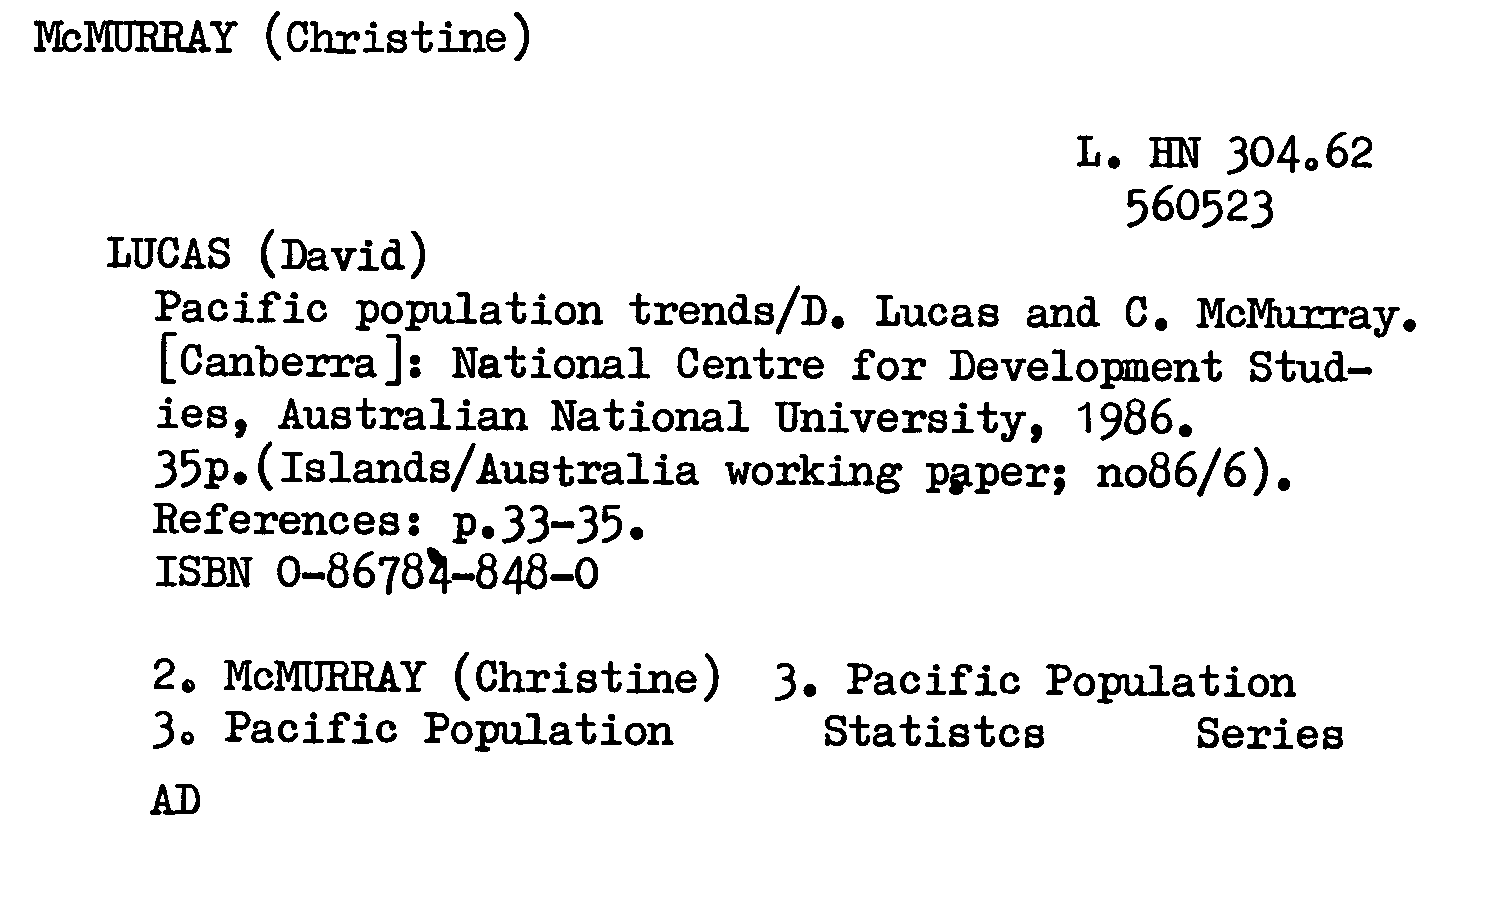 McMURRAY (Christine)
L. HN 304.62
560523
LUCAS (David)
Pacific population trends/D. Lucas and C. McMurray.
[Canberra]: National Centre for Development Stud-
ies, Australian National University, 1986.
35p.(Islands/Australia working paper; no86/6).
References: p.33-35.
ISBN 0-86784-848-0
2. McMURRAY (Christine) 3. Pacific Population
3. Pacific Population Statistcs Series
AD